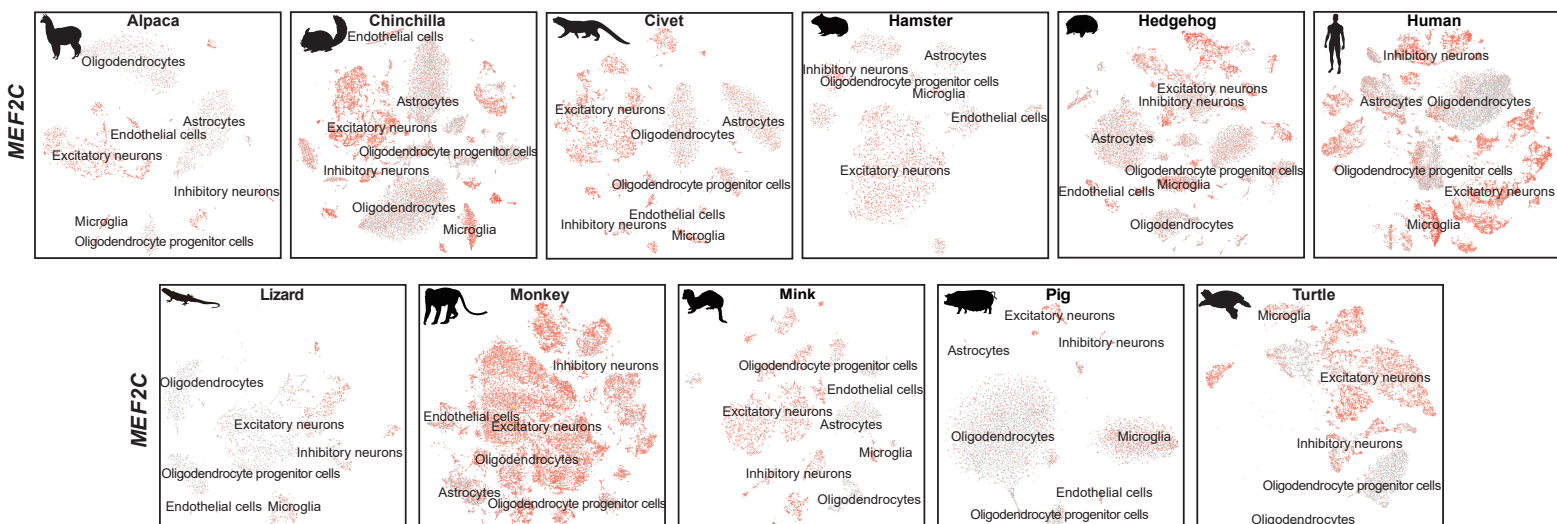 Alpaca
Oligodendrocytes
Astrocytes
Endothelial cells
Excitatory neurons
Inhibitory neurons
Microglia
Oligodendrocyte progenitor cells
Chinchilla
Endothelial cells
Astrocytes
Excitatory neurons
Oligodendrocyte progenitor cells
Inhibitory neurons
Oligodendrocytes
Microglia
Civet
Excitatory neurons
Astrocytes
Oligodendrocytes
Oligodendrocyte progenitor cells
Endothelial cells
Inhibitory neurons
Microglia
Hamster
Astrocytes
Inhibitory neurons
Oligodendrocyte progenitor cells
Microglia
Endothelial cells
Excitatory neurons
Hedgehog
Excitatory neurons
Inhibitory neurons
Astrocytes
Oligodendrocyte progenitor cells
Microglia
Endothelial cells
Oligodendrocytes
Human
Inhibitory neurons
Astrocytes
Oligodendrocytes
Oligodendrocyte progenitor cells
Excitatory neurons
Microglia
MEF2C
Lizard
Oligodendrocytes
Excitatory neurons
Inhibitory neurons
Oligodendrocyte progenitor cells
Endothelial cells
Microglia
Monkey
Inhibitory neurons
Endothelial cells
Excitatory neurons
Oligodendrocytes
Astrocytes
Oligodendrocyte progenitor cells
Mink
Oligodendrocyte progenitor cells
Endothelial cells
Excitatory neurons
Astrocytes
Microglia
Inhibitory neurons
Oligodendrocytes
Pig
Excitatory neurons
Inhibitory neurons
Astrocytes
Oligodendrocytes
Microglia
Endothelial cells
Oligodendrocyte progenitor cells
Turtle
Microglia
Excitatory neurons
Inhibitory neurons
Oligodendrocyte progenitor cells
Oligodendrocytes
MEF2C